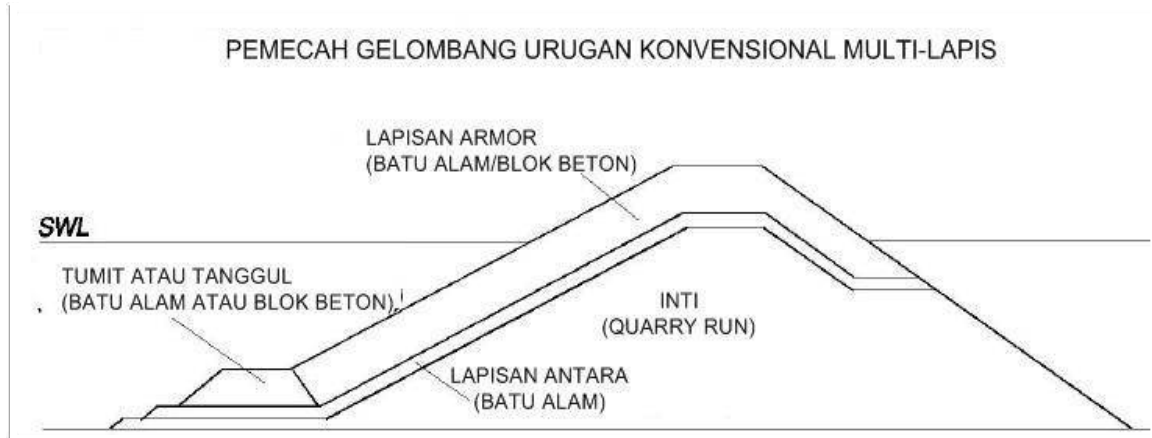 PEMECAH GELOMBANG URUGAN KONVENSIONAL MULTI-LAPIS
LAPISAN ARMOR
(BATU ALAM/BLOK BETON)
SWL
TUMIT ATAU TANGGUL
(BATU ALAM ATAU BLOK BETON)
INTI
(QUARRY RUN)
LAPISAN ANTARA
(BATU ALAM)